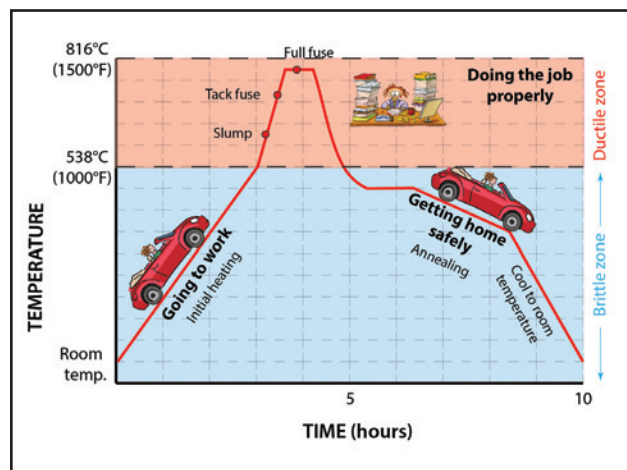 816°C
(1500°F)
Full fuse
Doing the job
properly
Tack fuse
Slump
Ductile zone
538°C
(1000°F)
TEMPERATURE
Going to work
Initial heating
Getting home
safely
Annealing
Cool to room
temperature
Brittle zone
Room
temp.
5
10
TIME (hours)